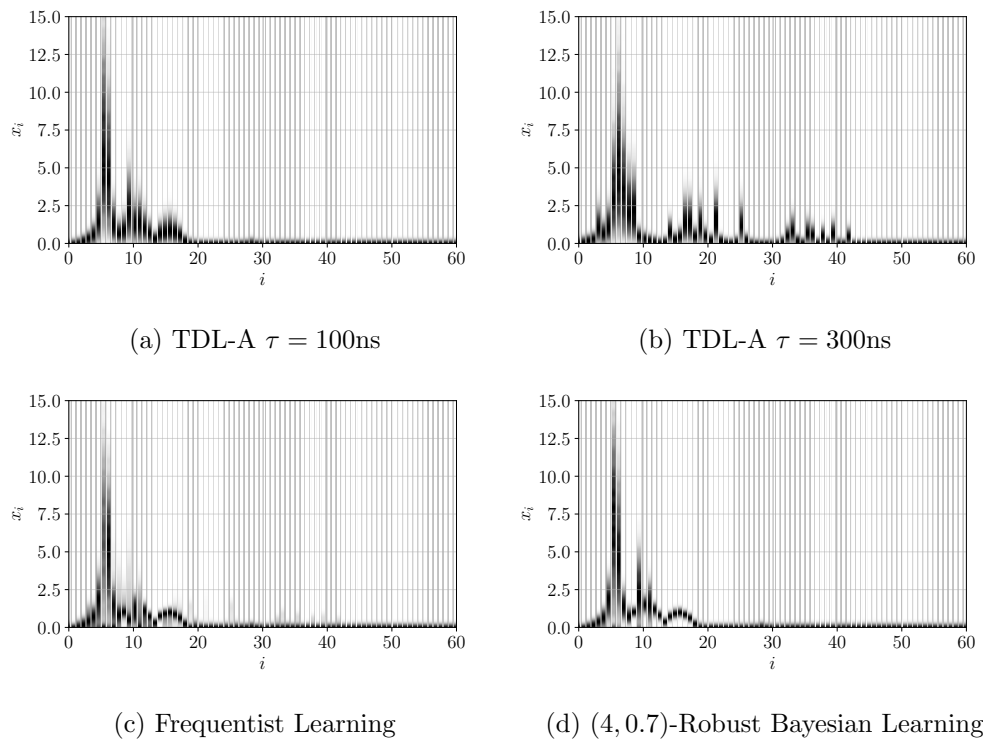 15.0 15.0
12.5 12.5
10.0 10.0
x_i 7.5 x_i 7.5
5.0 5.0
2.5 2.5
0.0 0.0
0 10 20 30 40 50 60 0 10 20 30 40 50 60
i i
(a) TDL-A τ = 100ns (b) TDL-A τ = 300ns
15.0 15.0
12.5 12.5
10.0 10.0
x_i 7.5 x_i 7.5
5.0 5.0
2.5 2.5
0.0 0.0
0 10 20 30 40 50 60 0 10 20 30 40 50 60
i i
(c) Frequentist Learning (d) (4, 0.7)-Robust Bayesian Learning